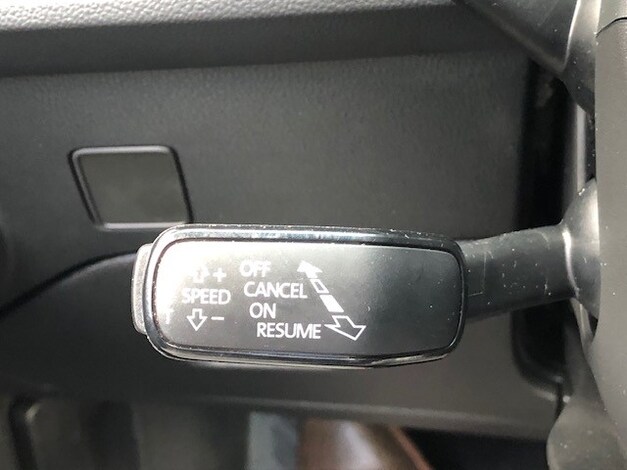 + OFF
SPEED CANCEL
- ON
RESUME